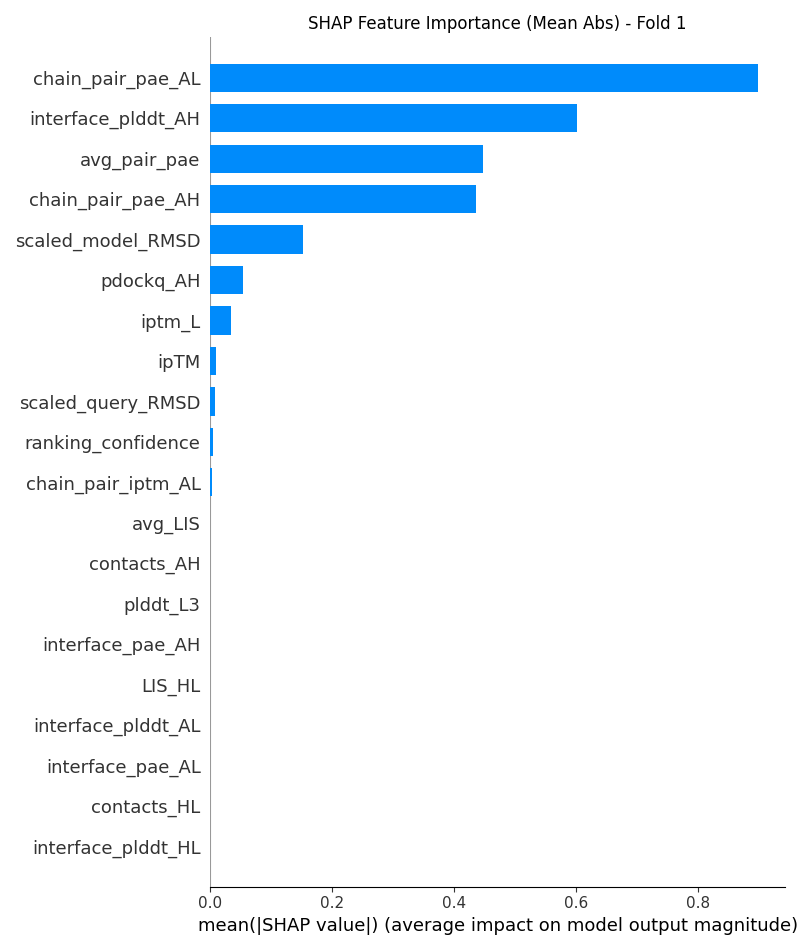 SHAP Feature Importance (Mean Abs) - Fold 1
chain_pair_pae_AL
interface_plddt_AH
avg_pair_pae
chain_pair_pae_AH
scaled_model_RMSD
pdockq_AH
iptm_L
ipTM
scaled_query_RMSD
ranking_confidence
chain_pair_iptm_AL
avg_LIS
contacts_AH
plddt_L3
interface_pae_AH
LIS_HL
interface_plddt_AL
interface_pae_AL
contacts_HL
interface_plddt_HL
0.0 0.2 0.4 0.6 0.8
mean(|SHAP value|) (average impact on model output magnitude)